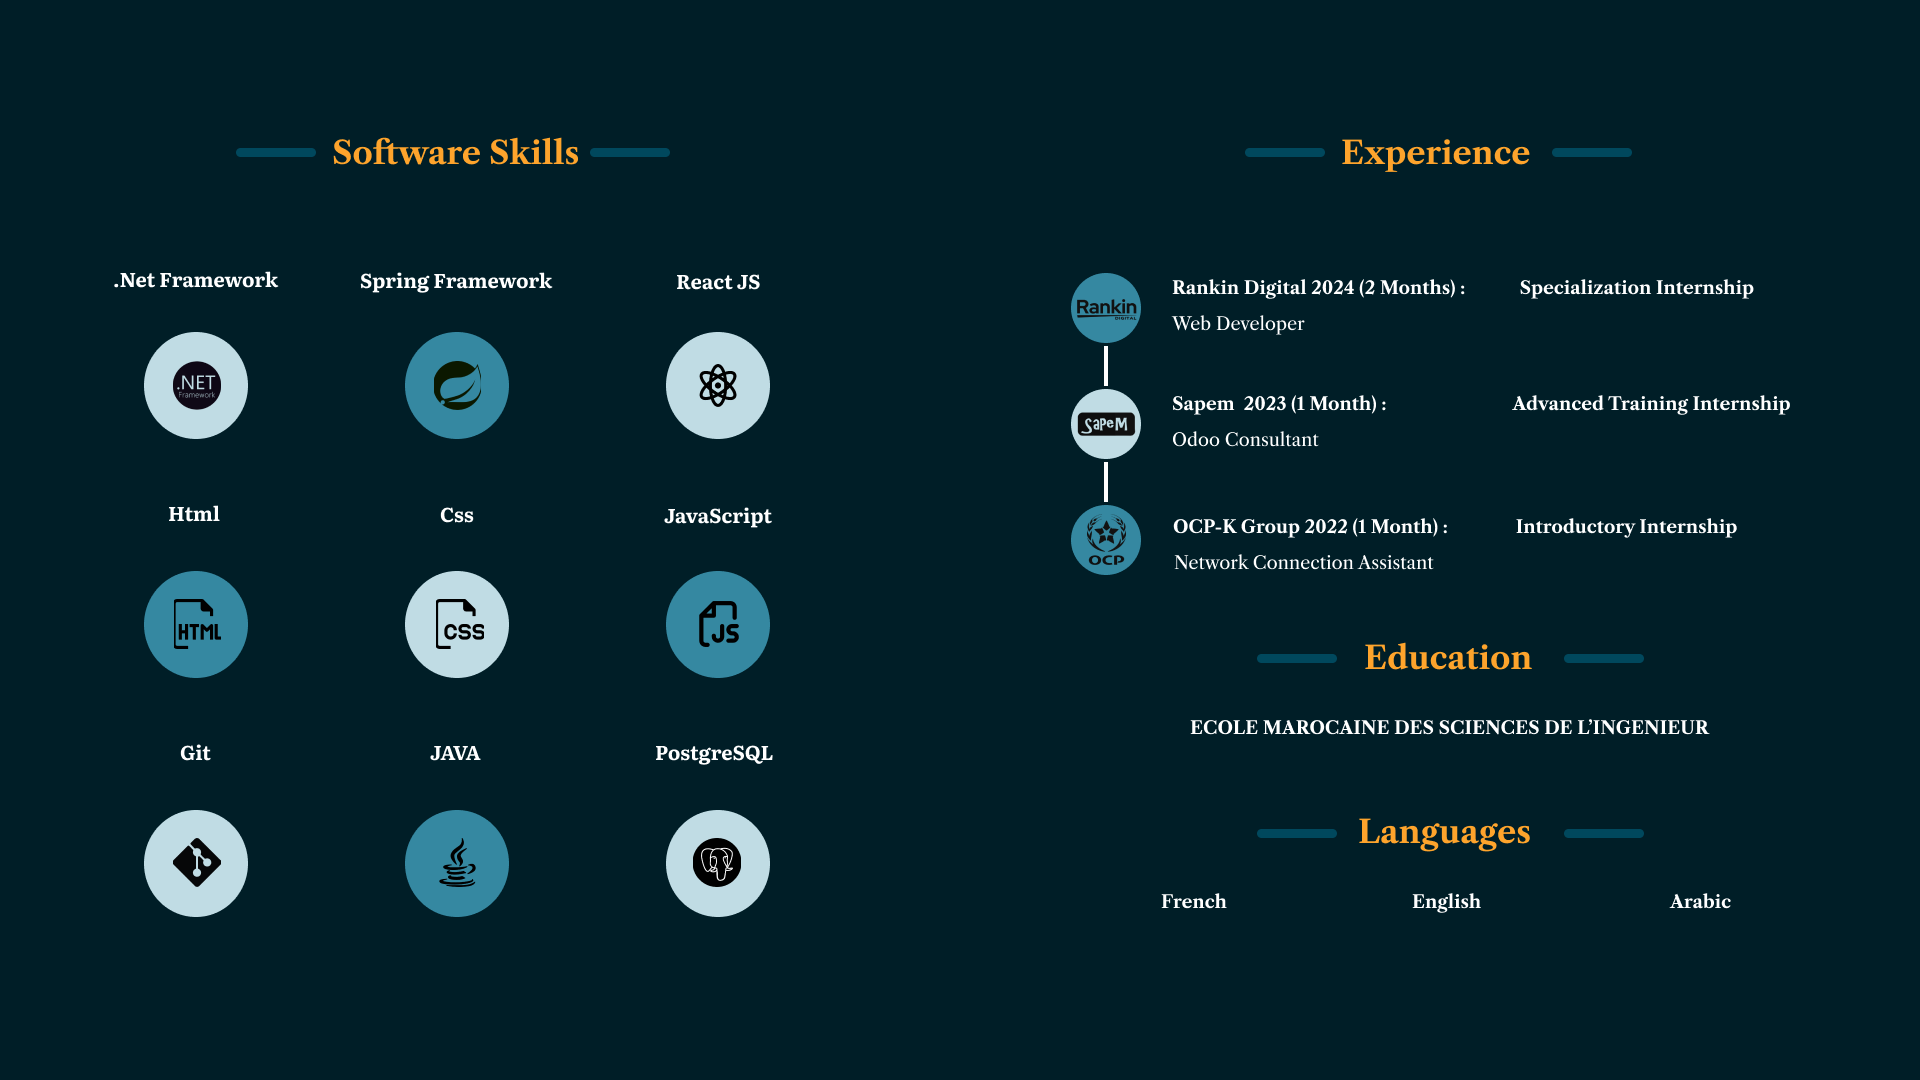 Software Skills
.Net Framework
Spring Framework
React JS
.NET
Framework
Html
Css
JavaScript
HTML
CSS
JS
Git
JAVA
PostgreSQL
Experience
Rankin
DIGITAL
Rankin Digital 2024 (2 Months) : Specialization Internship
Web Developer
SapeM
Sapem 2023 (1 Month) : Advanced Training Internship
Odoo Consultant
OCP
OCP-K Group 2022 (1 Month) : Introductory Internship
Network Connection Assistant
Education
ECOLE MAROCAINE DES SCIENCES DE L’INGENIEUR
Languages
French English Arabic